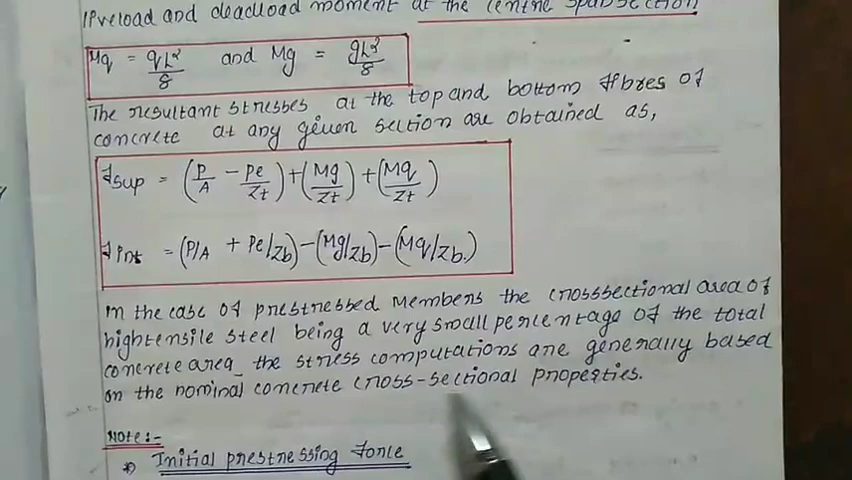 liveload and deadload moment at the centre span section
Mq = qL²/8 and Mg = gL²/8
The resultant stresses at the top and bottom fibres of
concrete at any given section are obtained as,
fsup = (P/A - Pe/Zt) + (Mg/Zt) + (Mq/Zt)
finf = (P/A + Pe/Zb) - (Mg/Zb) - (Mq/Zb.)
In the case of prestressed members the crosssectional area of
hightensile steel being a very small percentage of the total
concrete area_ the stress computations are generally based
on the nominal concrete cross-sectional properties.
Note:-
*) Initial prestressing force